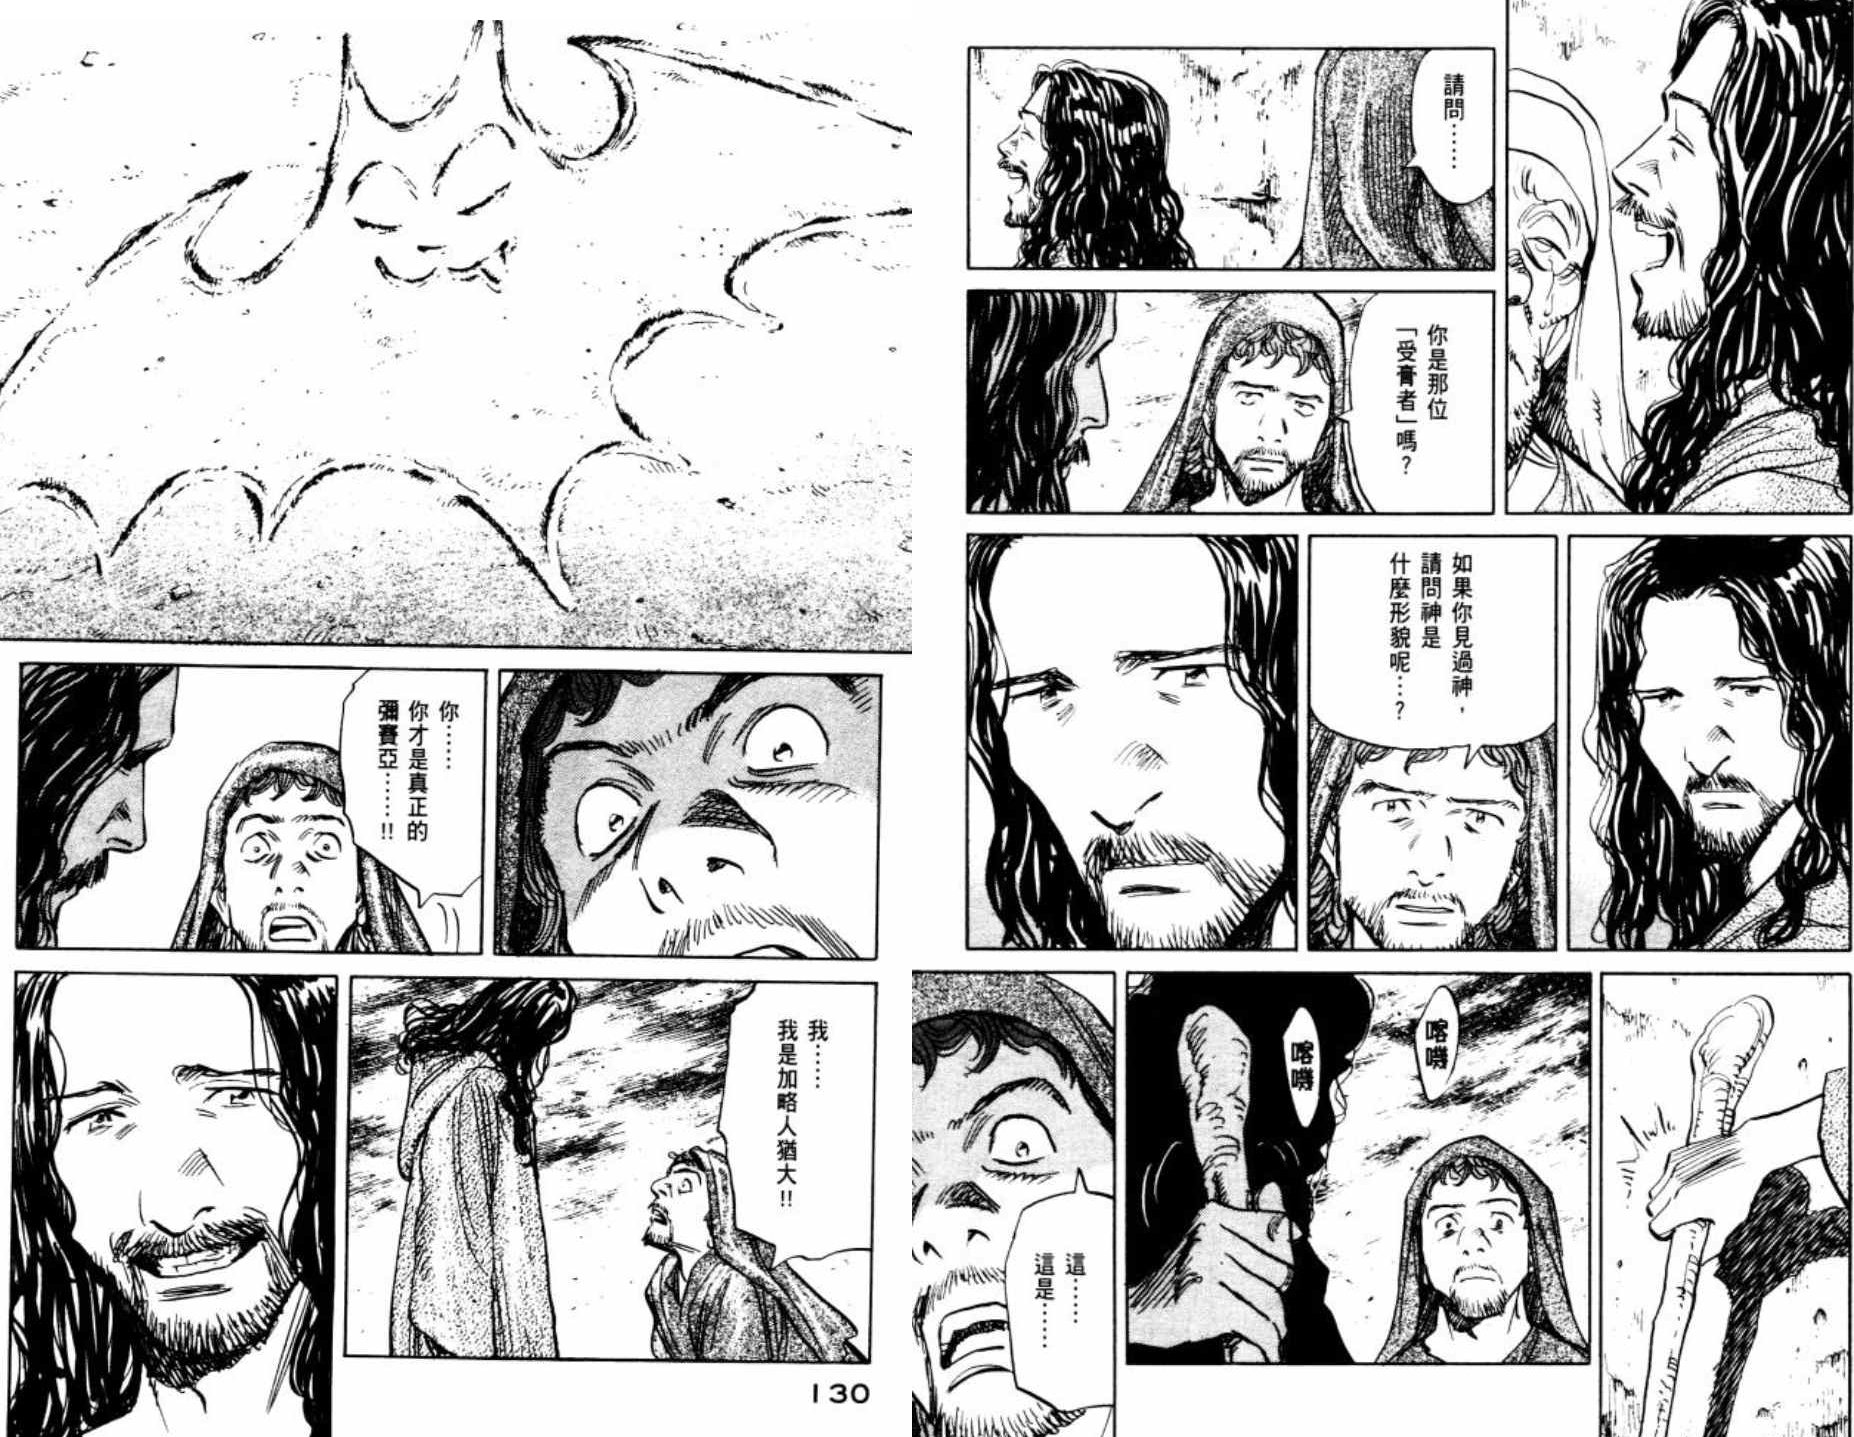 請問……
你是那位
「受膏者」嗎？
如果你見過神，
請問神是
什麼形貌呢…？
喀嘰
喀嘰
這……
這是……
你……
你才是真正的
彌賽亞……!!
我……
我是加略人猶大!!
130